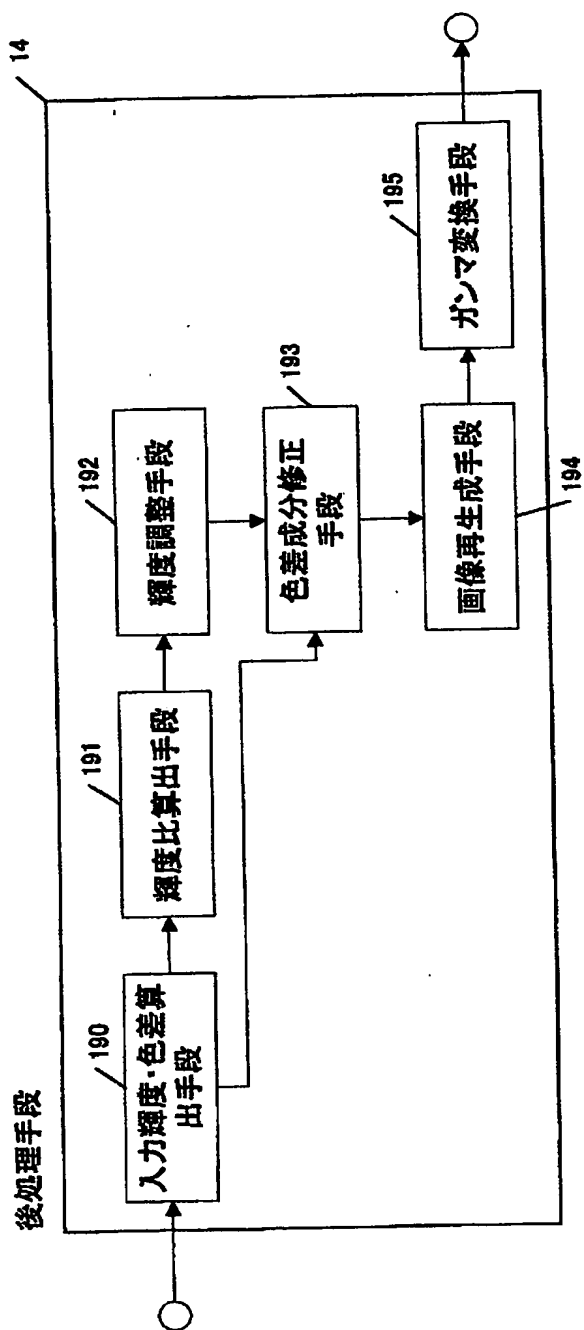 後処理手段
14
190
入力輝度・色差算
出手段
191
輝度比算出手段
192
輝度調整手段
193
色差成分修正
手段
194
画像再生成手段
195
ガンマ変換手段